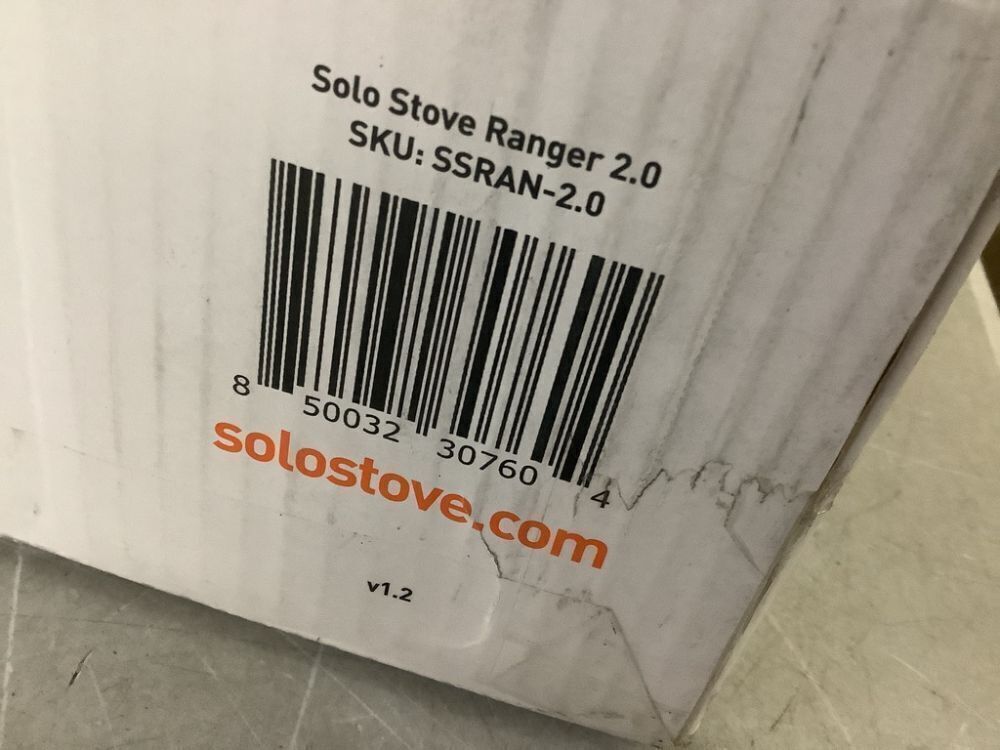 Solo Stove Ranger 2.0
SKU: SSRAN-2.0
8 50032 30760 4
solostove.com
v1.2